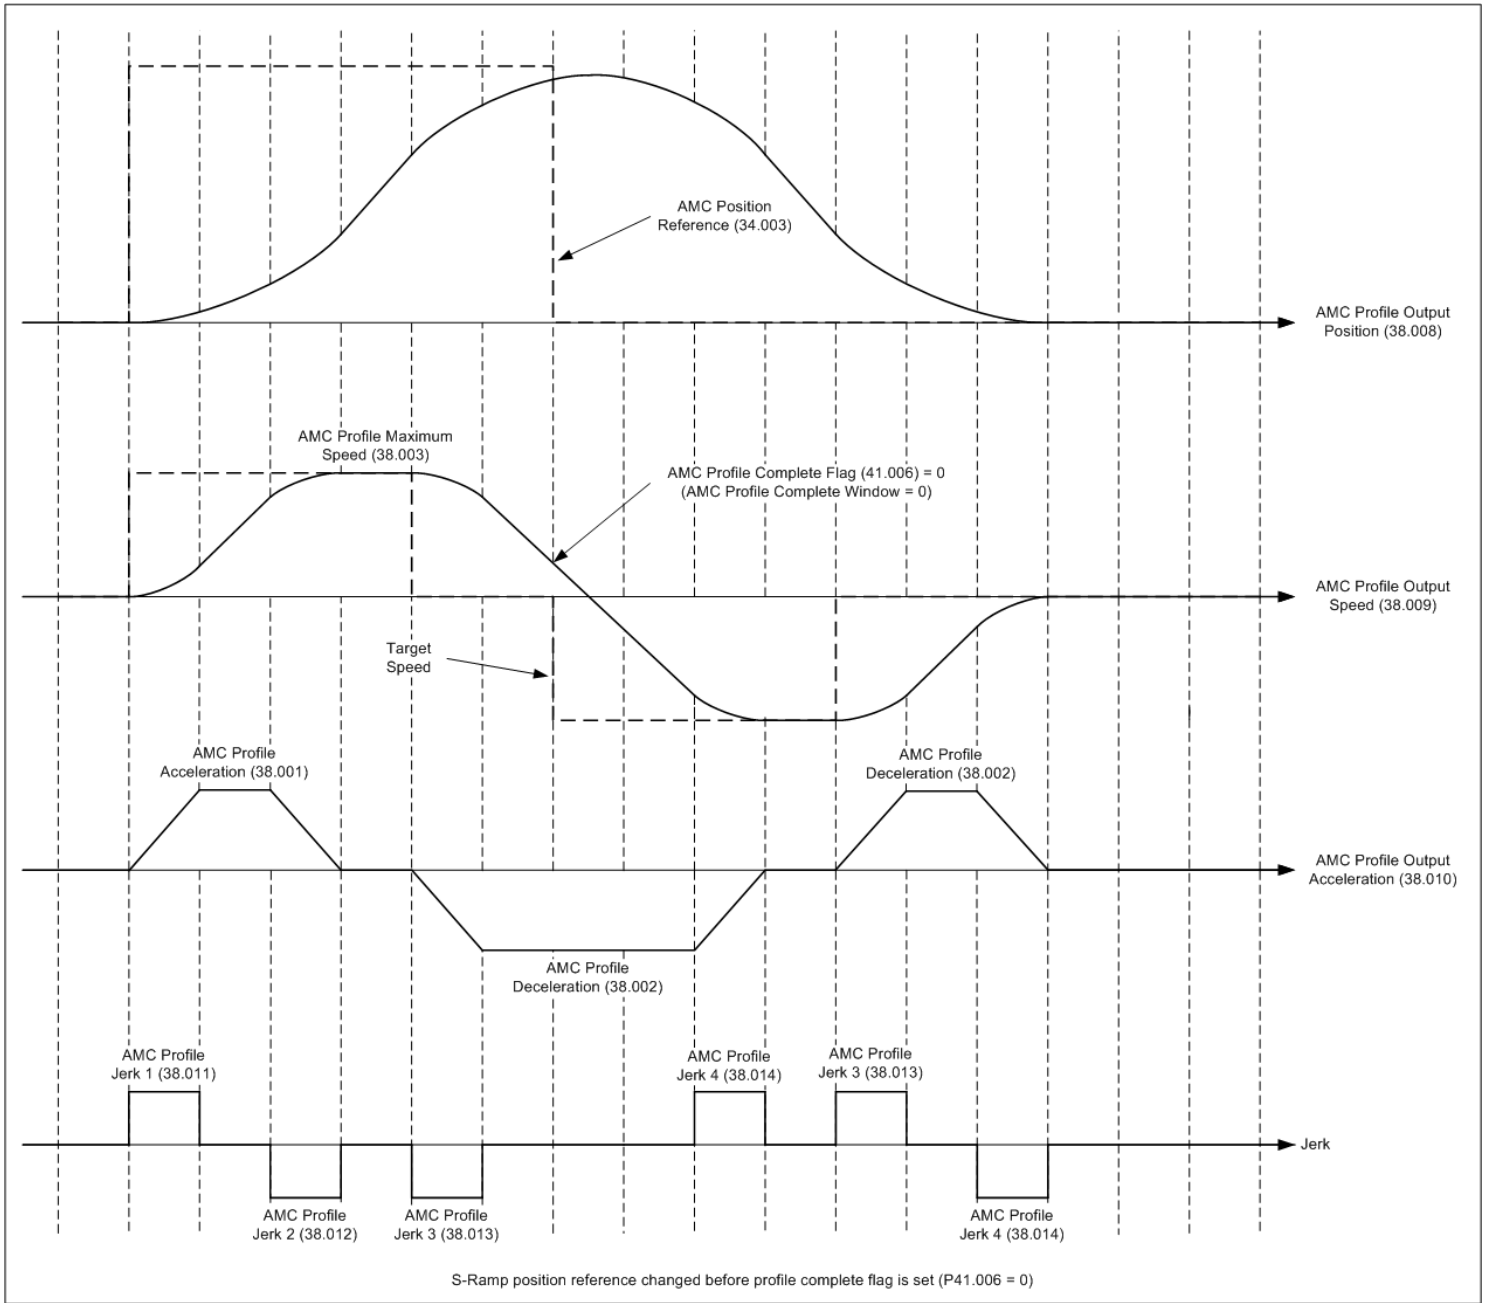 AMC Position
Reference (34.003)
AMC Profile Output
Position (38.008)
AMC Profile Maximum
Speed (38.003)
AMC Profile Complete Flag (41.006) = 0
(AMC Profile Complete Window = 0)
AMC Profile Output
Speed (38.009)
Target
Speed
AMC Profile
Acceleration (38.001)
AMC Profile
Deceleration (38.002)
AMC Profile Output
Acceleration (38.010)
AMC Profile
Deceleration (38.002)
AMC Profile
Jerk 1 (38.011)
AMC Profile
Jerk 4 (38.014)
AMC Profile
Jerk 3 (38.013)
Jerk
AMC Profile
Jerk 2 (38.012)
AMC Profile
Jerk 3 (38.013)
AMC Profile
Jerk 4 (38.014)
S-Ramp position reference changed before profile complete flag is set (P41.006 = 0)